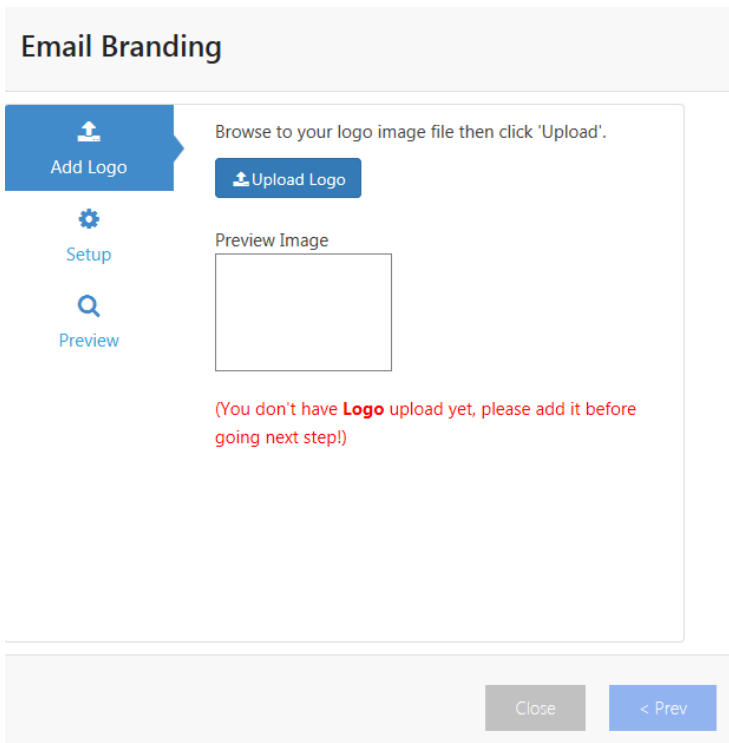 Email Branding
Add Logo
Setup
Preview
Browse to your logo image file then click 'Upload'.
Upload Logo
Preview Image
(You don't have Logo upload yet, please add it before
going next step!)
Close
< Prev